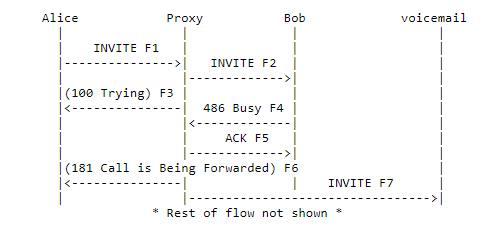 Alice Proxy Bob voicemail
INVITE F1
INVITE F2
(100 Trying) F3
486 Busy F4
ACK F5
(181 Call is Being Forwarded) F6
INVITE F7
* Rest of flow not shown *